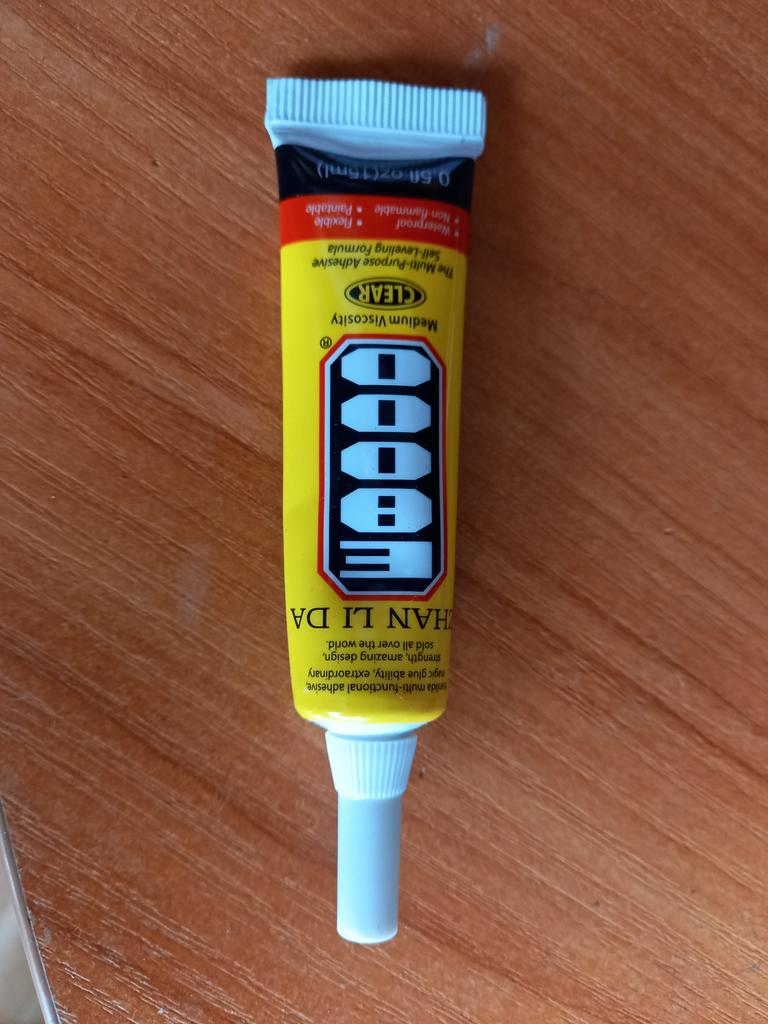 multi-functional adhesive,
magic glue ability, extraordinary
strength, amazing design,
sold all over the world.
ZHAN LI DA
E8000®
Medium Viscosity
CLEAR
The Multi-Purpose Adhesive
Self-Leveling Formula
• Waterproof • Flexible
• Non-flammable • Paintable
0.5fl.oz(15ml)